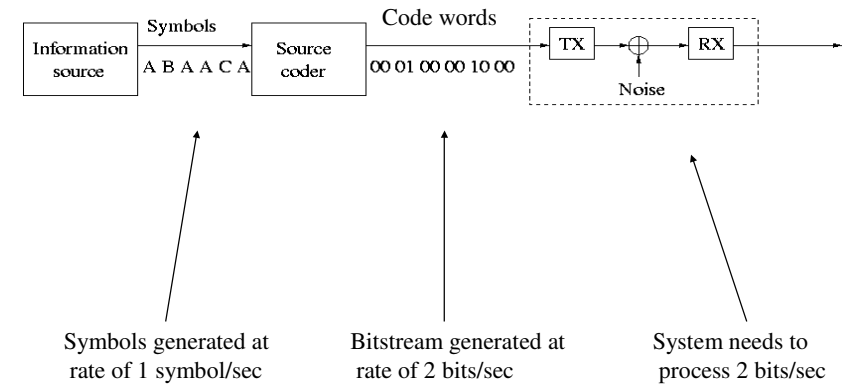 Code words
Symbols
Information
source
A B A A C A
Source
coder
00 01 00 00 10 00
TX
RX
Noise
Symbols generated at
rate of 1 symbol/sec
Bitstream generated at
rate of 2 bits/sec
System needs to
process 2 bits/sec